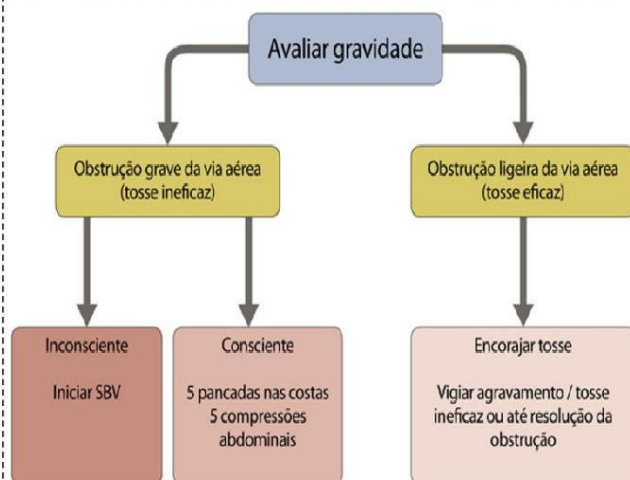 Avaliar gravidade
Obstrução grave da via aérea
(tosse ineficaz)
Obstrução ligeira da via aérea
(tosse eficaz)
Inconsciente
Iniciar SBV
Consciente
5 pancadas nas costas
5 compressões
abdominais
Encorajar tosse
Vigiar agravamento / tosse
ineficaz ou até resolução da
obstrução